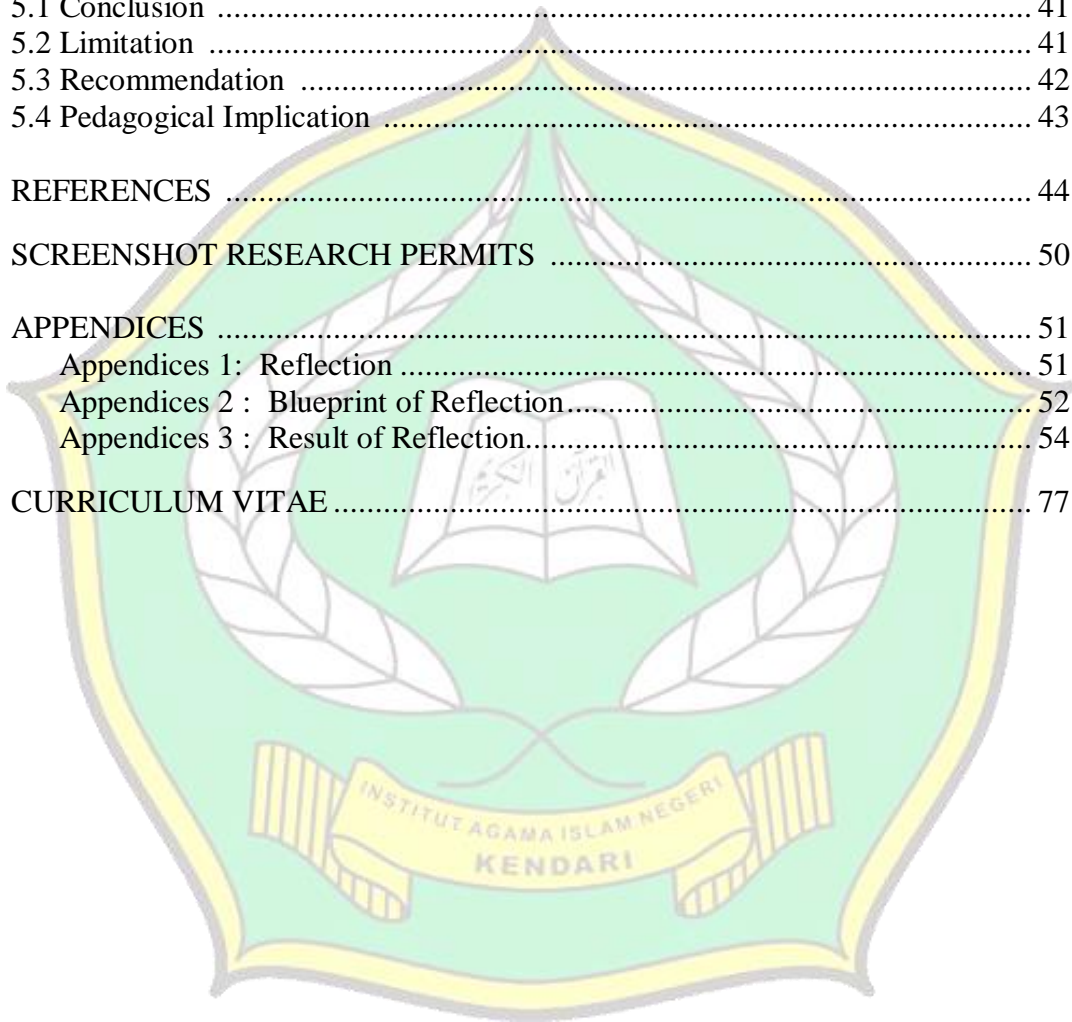 5.1 Conclusion ........................................................................................................ 41
5.2 Limitation ......................................................................................................... 41
5.3 Recommendation ............................................................................................. 42
5.4 Pedagogical Implication ................................................................................... 43
REFERENCES ....................................................................................................... 44
SCREENSHOT RESEARCH PERMITS ............................................................... 50
APPENDICES ........................................................................................................ 51
Appendices 1:  Reflection ................................................................................. 51
Appendices 2 :  Blueprint of Reflection............................................................ 52
Appendices 3 :  Result of Reflection................................................................. 54
CURRICULUM VITAE ......................................................................................... 77
القرآن الكريم
INSTITUT AGAMA ISLAM NEGERI
KENDARI